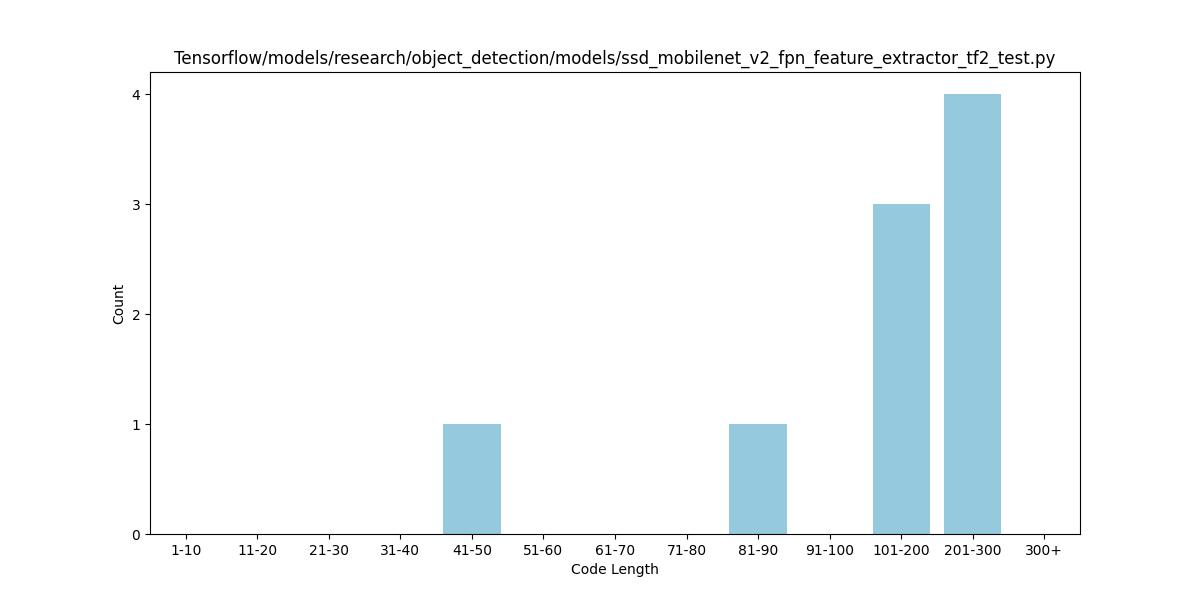 Tensorflow/models/research/object_detection/models/ssd_mobilenet_v2_fpn_feature_extractor_tf2_test.py
4
3
2
1
0
Count
1-10 11-20 21-30 31-40 41-50 51-60 61-70 71-80 81-90 91-100 101-200 201-300 300+
Code Length